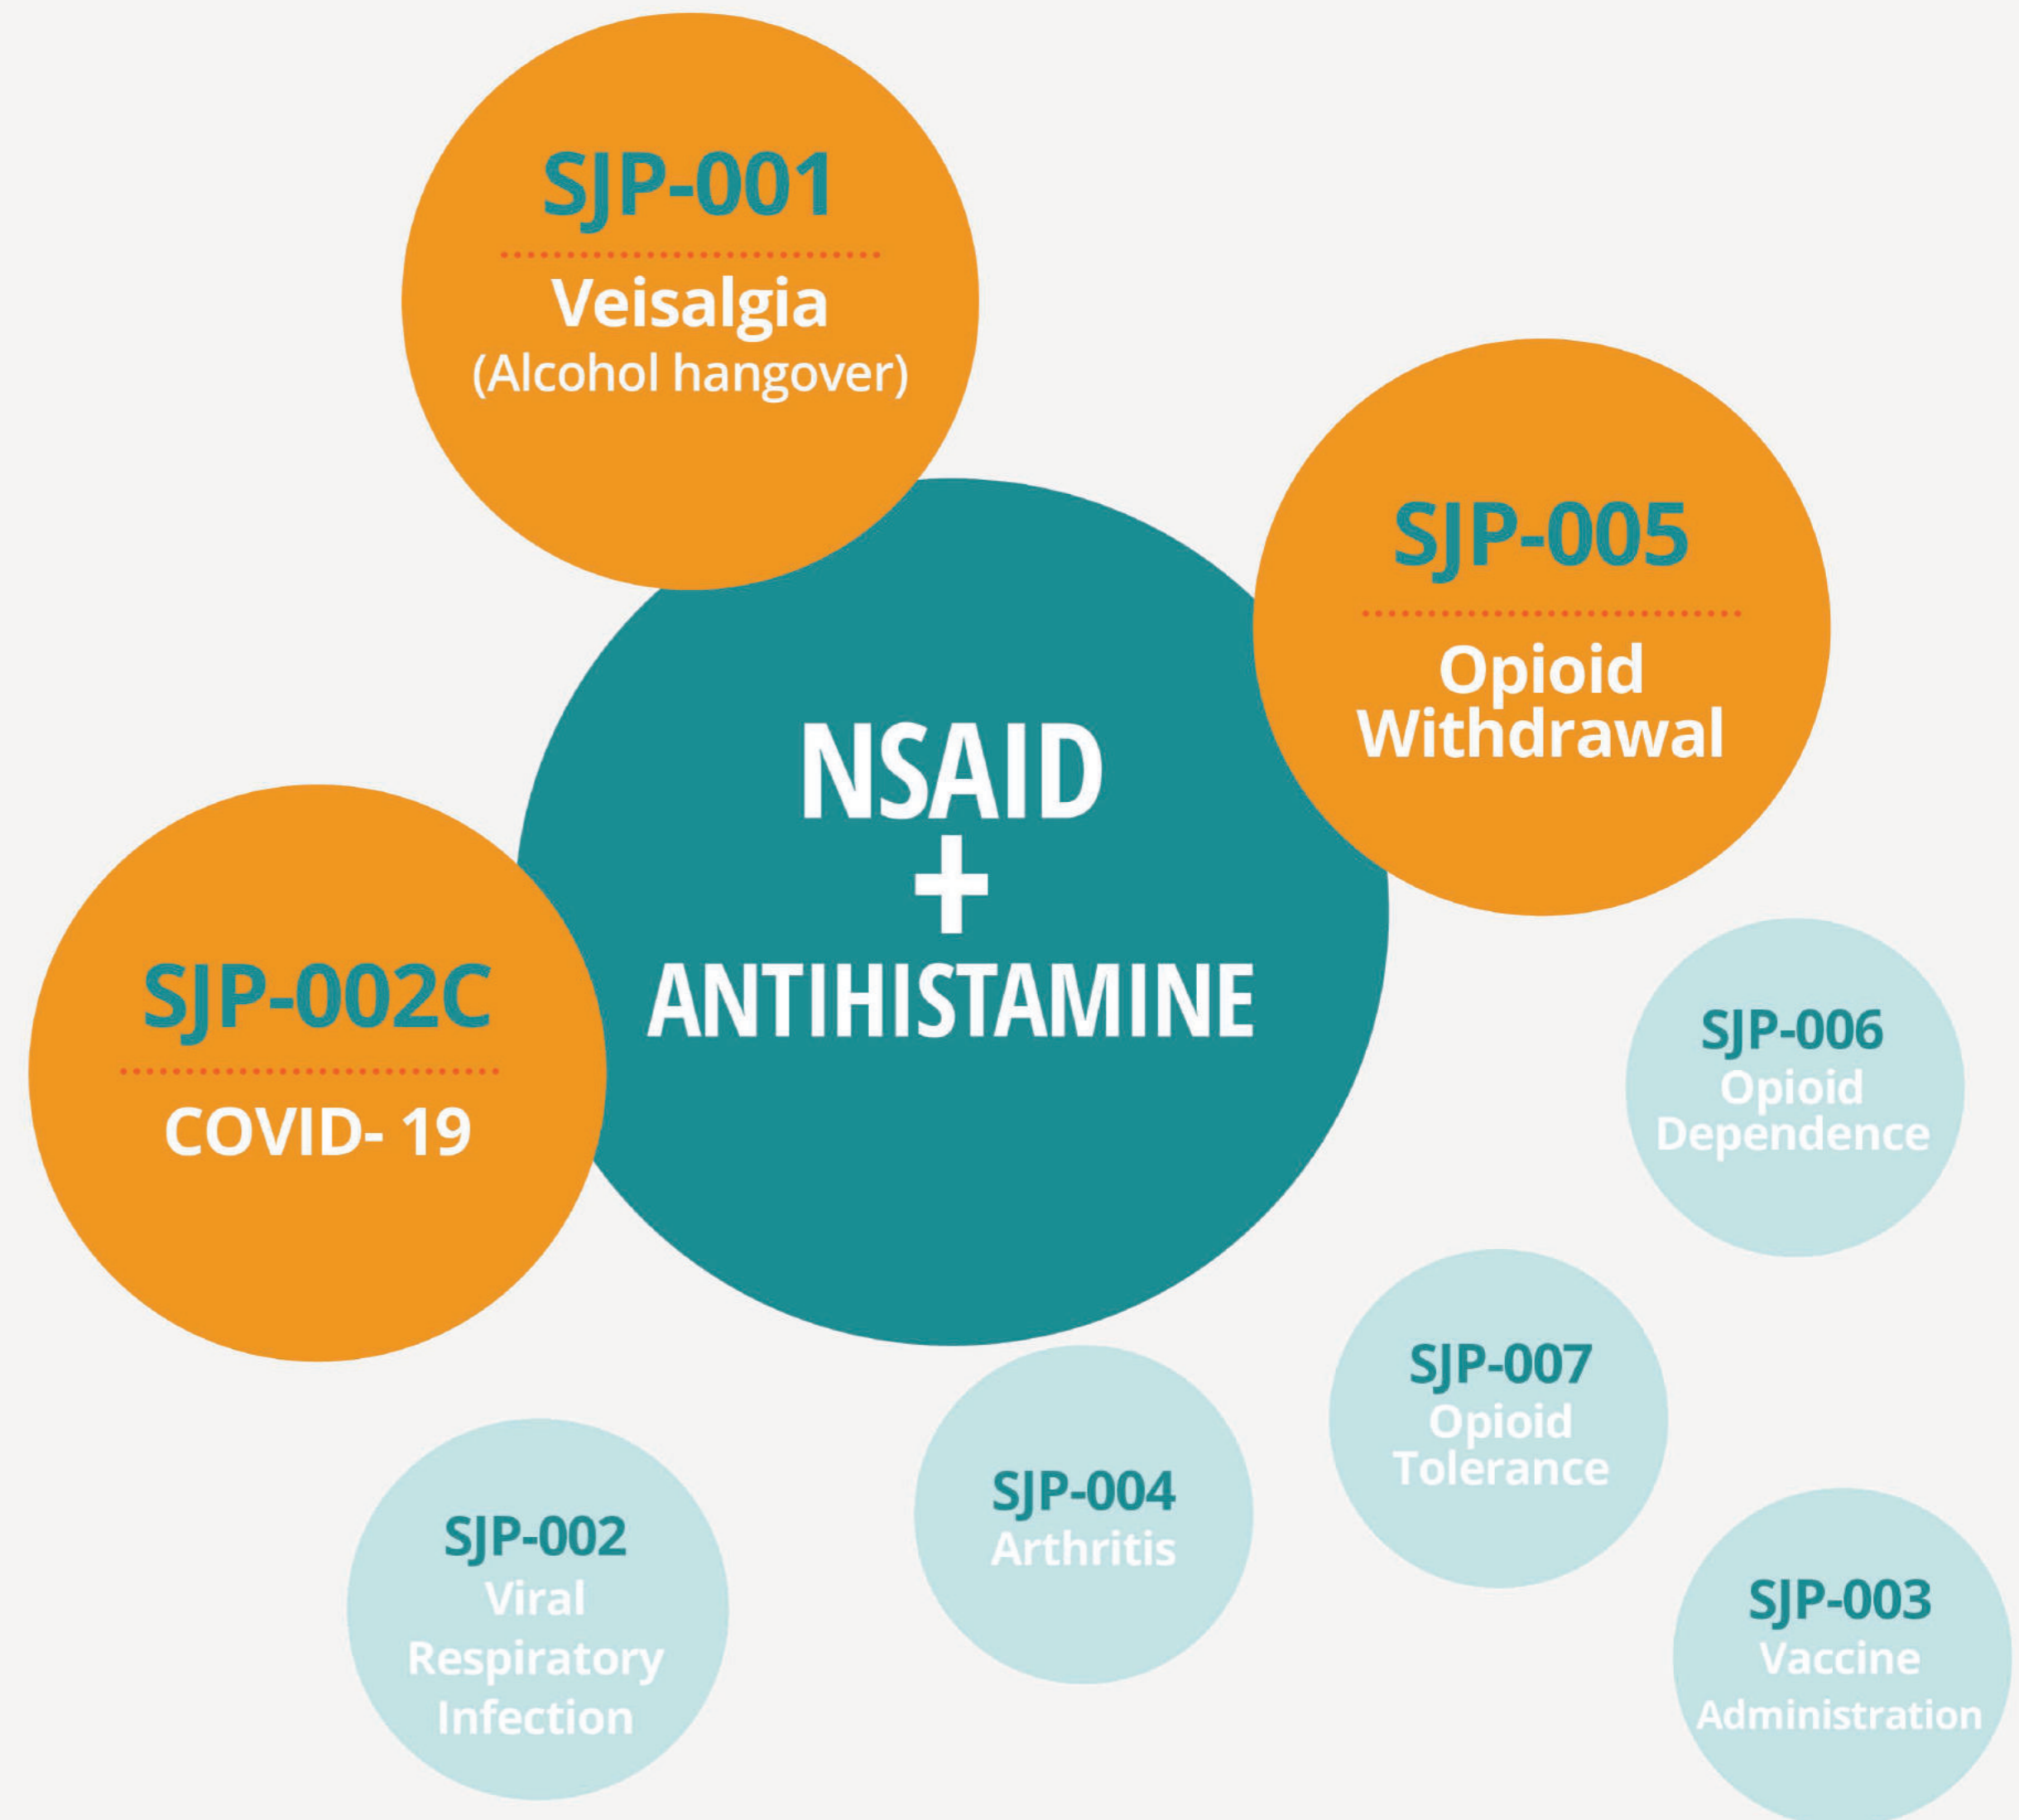 SJP-001
Veisalgia
(Alcohol hangover)
SJP-005
Opioid
Withdrawal
NSAID
+
ANTIHISTAMINE
SJP-002C
COVID- 19
SJP-006
Opioid
Dependence
SJP-007
Opioid
Tolerance
SJP-004
Arthritis
SJP-002
Viral
Respiratory
Infection
SJP-003
Vaccine
Administration